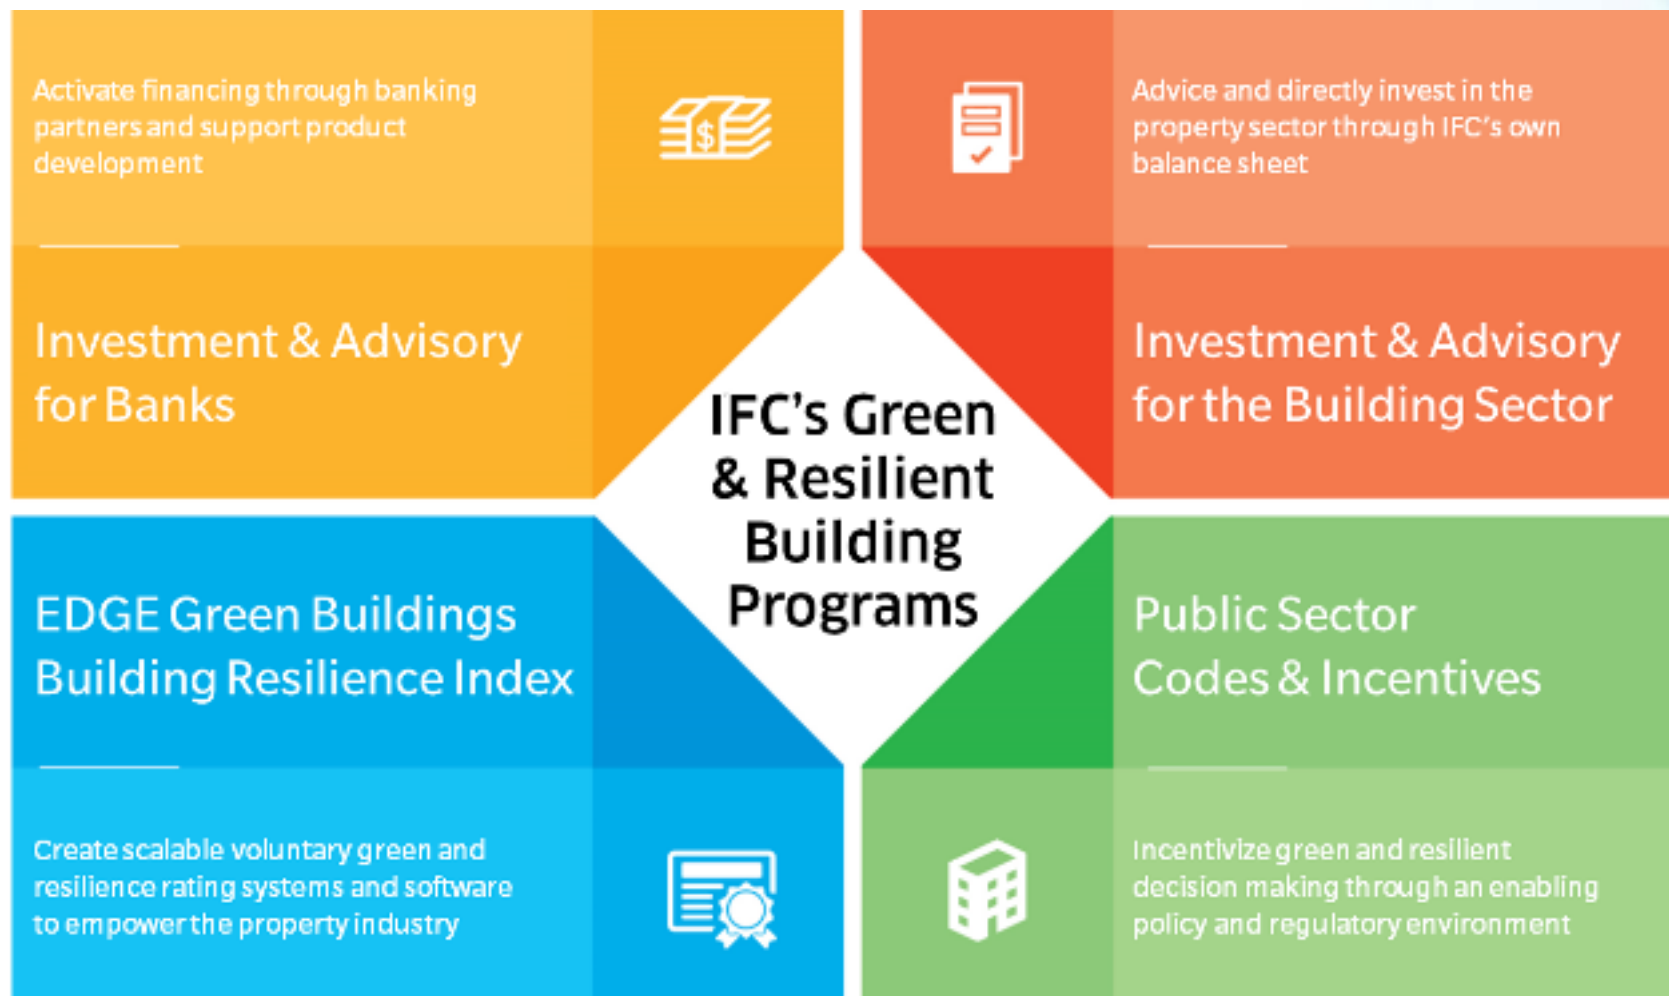 Activate financing through banking
partners and support product
development
Investment & Advisory
for Banks
$
Advice and directly invest in the
property sector through IFC's own
balance sheet
Investment & Advisory
for the Building Sector
IFC's Green
& Resilient
Building
Programs
EDGE Green Buildings
Building Resilience Index
Create scalable voluntary green and
resilience rating systems and software
to empower the property industry
Public Sector
Codes & Incentives
Incentivize green and resilient
decision making through an enabling
policy and regulatory environment